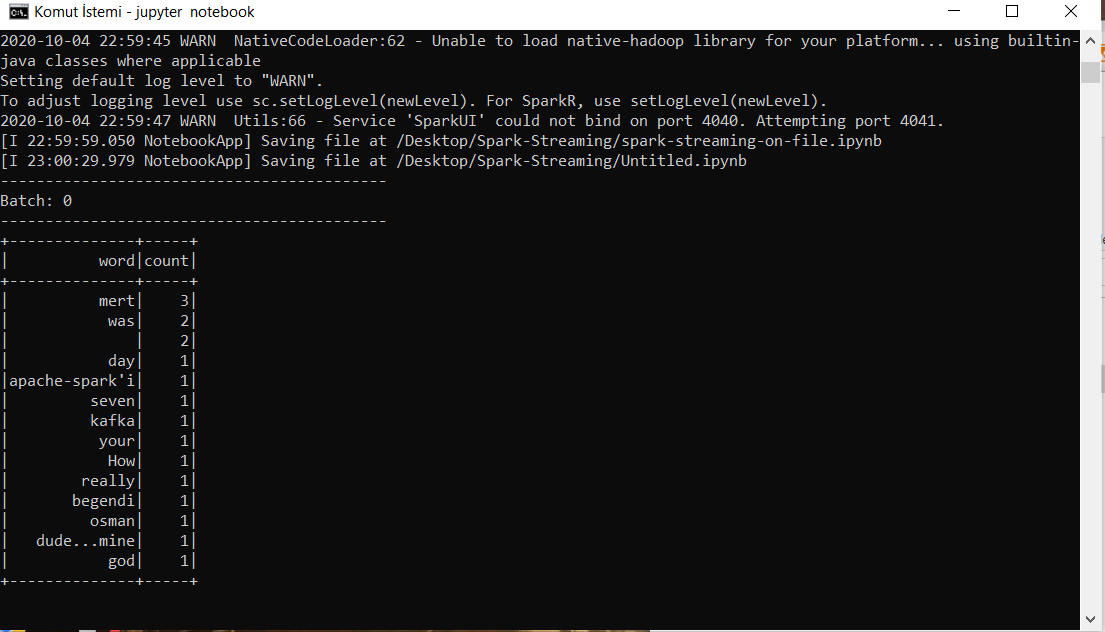 Komut İstemi - jupyter  notebook
2020-10-04 22:59:45 WARN  NativeCodeLoader:62 - Unable to load native-hadoop library for your platform... using builtin-
java classes where applicable
Setting default log level to "WARN".
To adjust logging level use sc.setLogLevel(newLevel). For SparkR, use setLogLevel(newLevel).
2020-10-04 22:59:47 WARN  Utils:66 - Service 'SparkUI' could not bind on port 4040. Attempting port 4041.
[I 22:59:59.050 NotebookApp] Saving file at /Desktop/Spark-Streaming/spark-streaming-on-file.ipynb
[I 23:00:29.979 NotebookApp] Saving file at /Desktop/Spark-Streaming/Untitled.ipynb
-------------------------------------------
Batch: 0
-------------------------------------------
+--------------+-----+
|          word|count|
+--------------+-----+
|          mert|    3|
|           was|    2|
|              |    2|
|           day|    1|
|apache-spark'i|    1|
|         seven|    1|
|         kafka|    1|
|          your|    1|
|           How|    1|
|        really|    1|
|       begendi|    1|
|         osman|    1|
|   dude...mine|    1|
|           god|    1|
+--------------+-----+